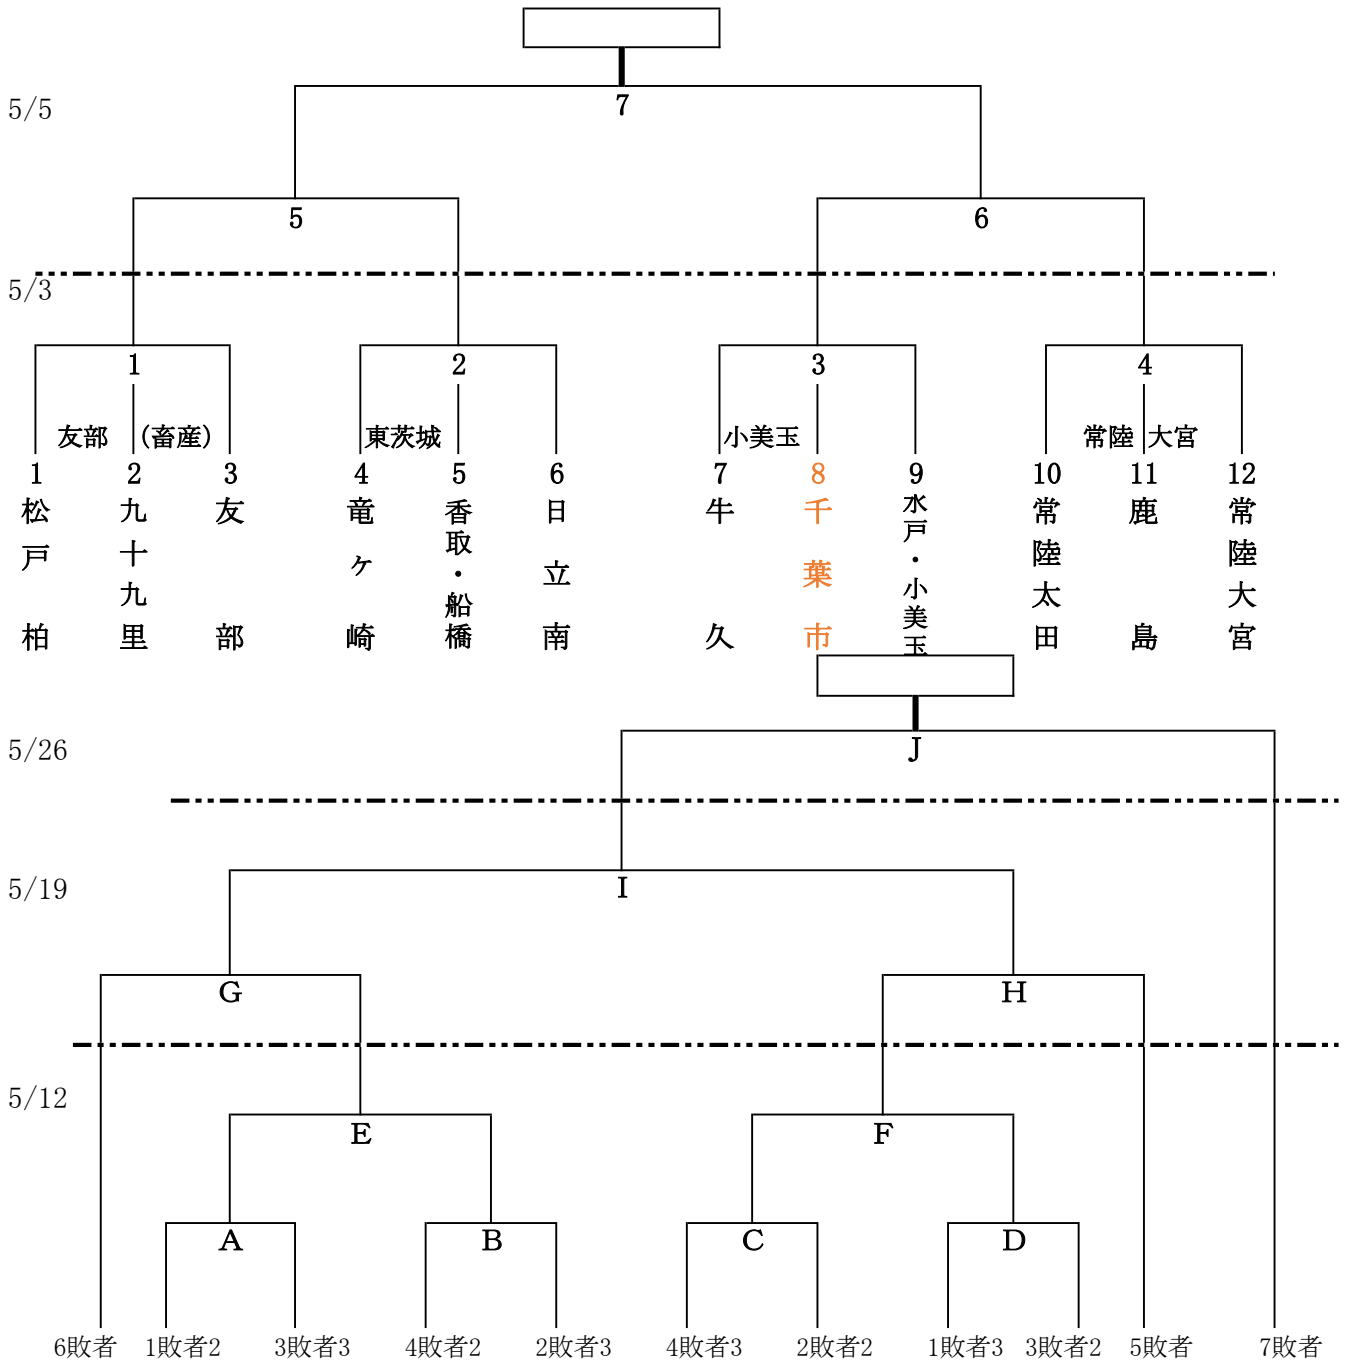 5/5
7
5
6
5/3
1
2
3
4
友部 (畜産)
東茨城
小美玉
常陸 大宮
1 2 3 4 5 6 7 8 9 10 11 12
松戸柏
九十九里
友部
竜ヶ崎
香取・船橋
日立南
牛久
千葉市
水戸・小美玉
常陸太田
鹿島
常陸大宮
5/26
J
5/19
I
G
H
5/12
E
F
A
B
C
D
6敗者 1敗者2 3敗者3 4敗者2 2敗者3 4敗者3 2敗者2 1敗者3 3敗者2 5敗者 7敗者